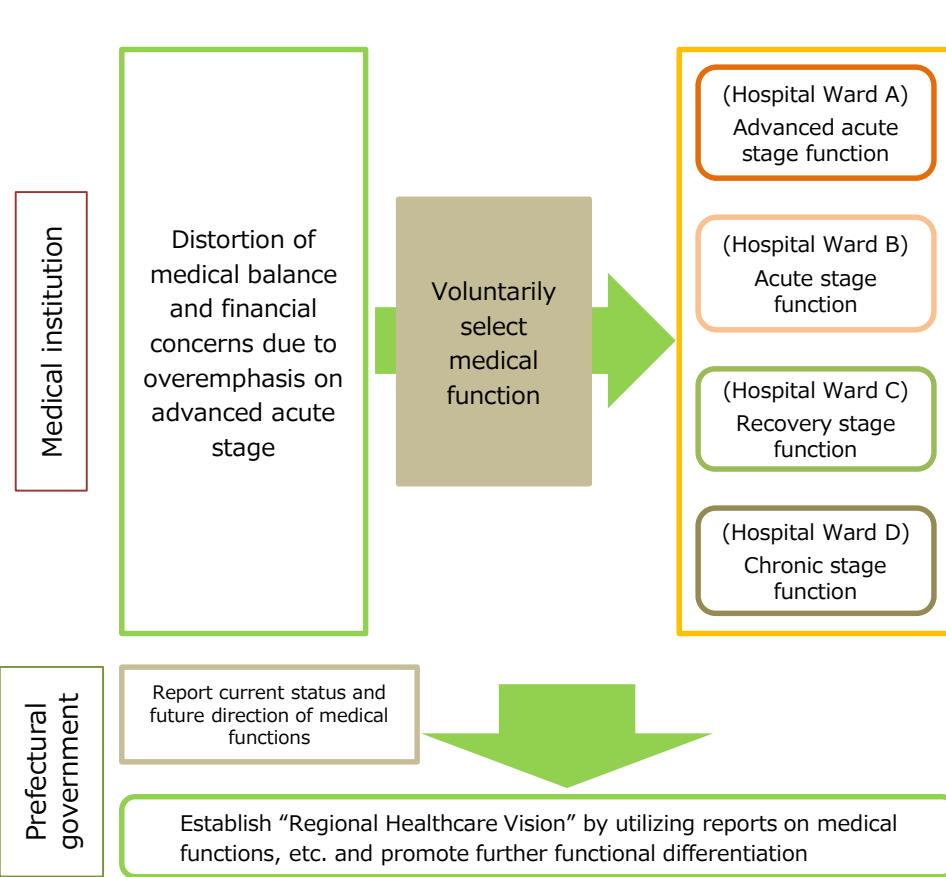 Medical institution
Distortion of
medical balance
and financial
concerns due to
overemphasis on
advanced acute
stage
Voluntarily
select
medical
function
(Hospital Ward A)
Advanced acute
stage function
(Hospital Ward B)
Acute stage
function
(Hospital Ward C)
Recovery stage
function
(Hospital Ward D)
Chronic stage
function
Prefectural
government
Report current status and
future direction of medical
functions
Establish “Regional Healthcare Vision” by utilizing reports on medical
functions, etc. and promote further functional differentiation